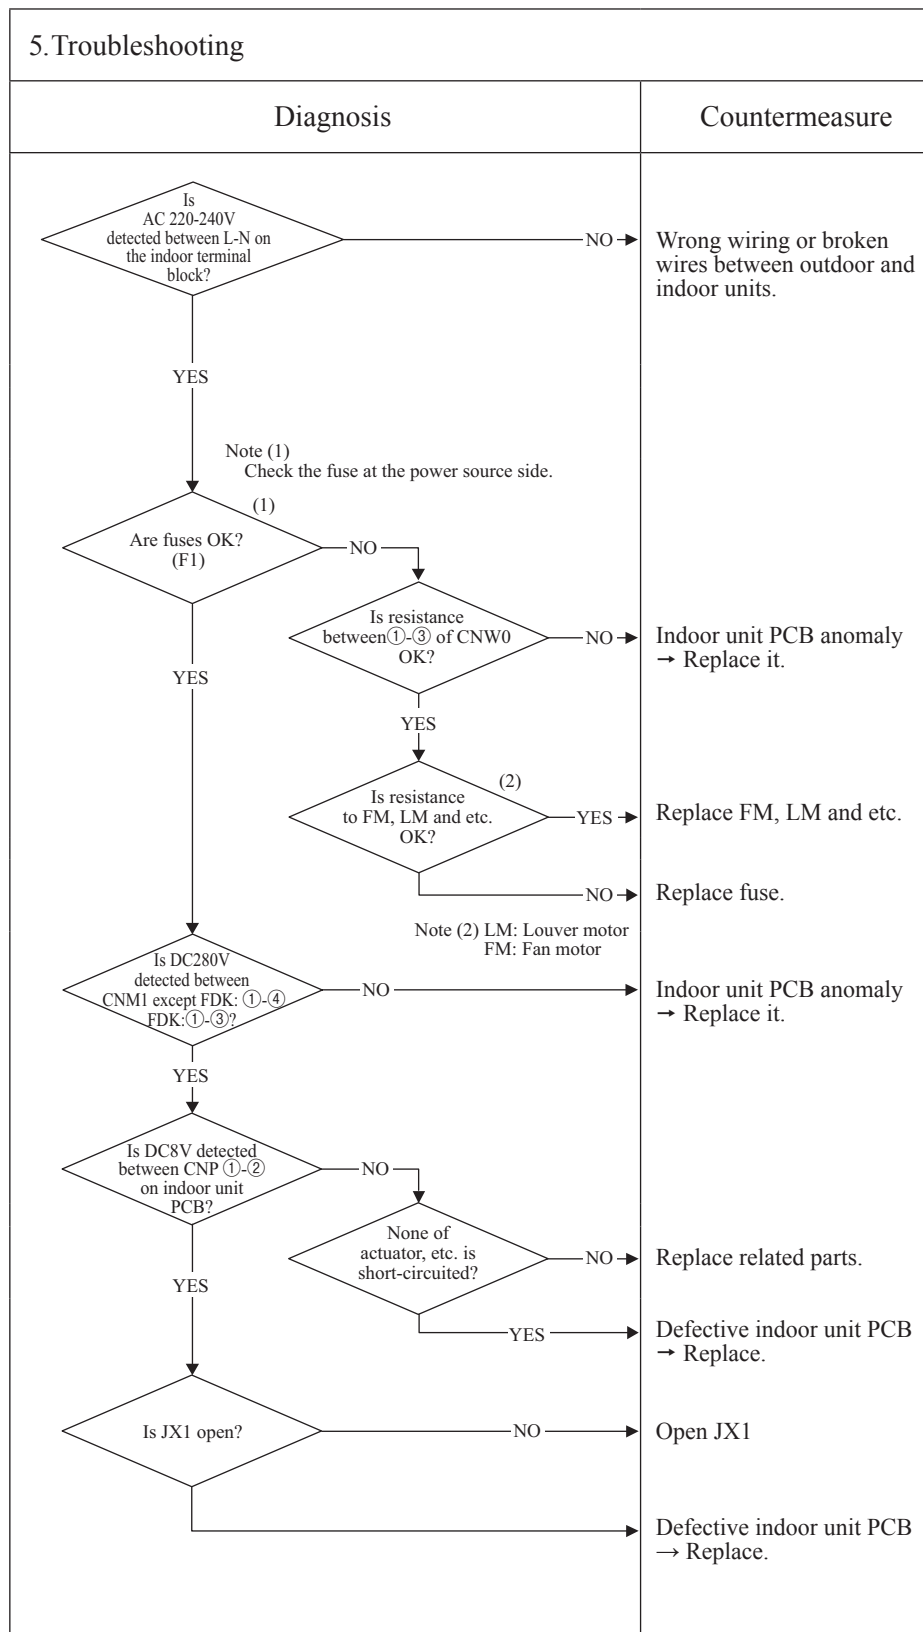 5.Troubleshooting
Diagnosis
Countermeasure
Is
AC 220-240V
detected between L-N on
the indoor terminal
block?
NO
Wrong wiring or broken
wires between outdoor and
indoor units.
YES
Note (1)
Check the fuse at the power source side.
(1)
Are fuses OK?
(F1)
NO
Is resistance
between①-③ of CNW0
OK?
NO
Indoor unit PCB anomaly
→ Replace it.
YES
YES
(2)
Is resistance
to FM, LM and etc.
OK?
YES
Replace FM, LM and etc.
NO
Replace fuse.
Note (2) LM: Louver motor
FM: Fan motor
Is DC280V
detected between
CNM1 except FDK: ①-④
FDK:①-③?
NO
Indoor unit PCB anomaly
→ Replace it.
YES
Is DC8V detected
between CNP ①-②
on indoor unit
PCB?
NO
None of
actuator, etc. is
short-circuited?
NO
Replace related parts.
YES
YES
Defective indoor unit PCB
→ Replace.
Is JX1 open?
NO
Open JX1
Defective indoor unit PCB
→ Replace.